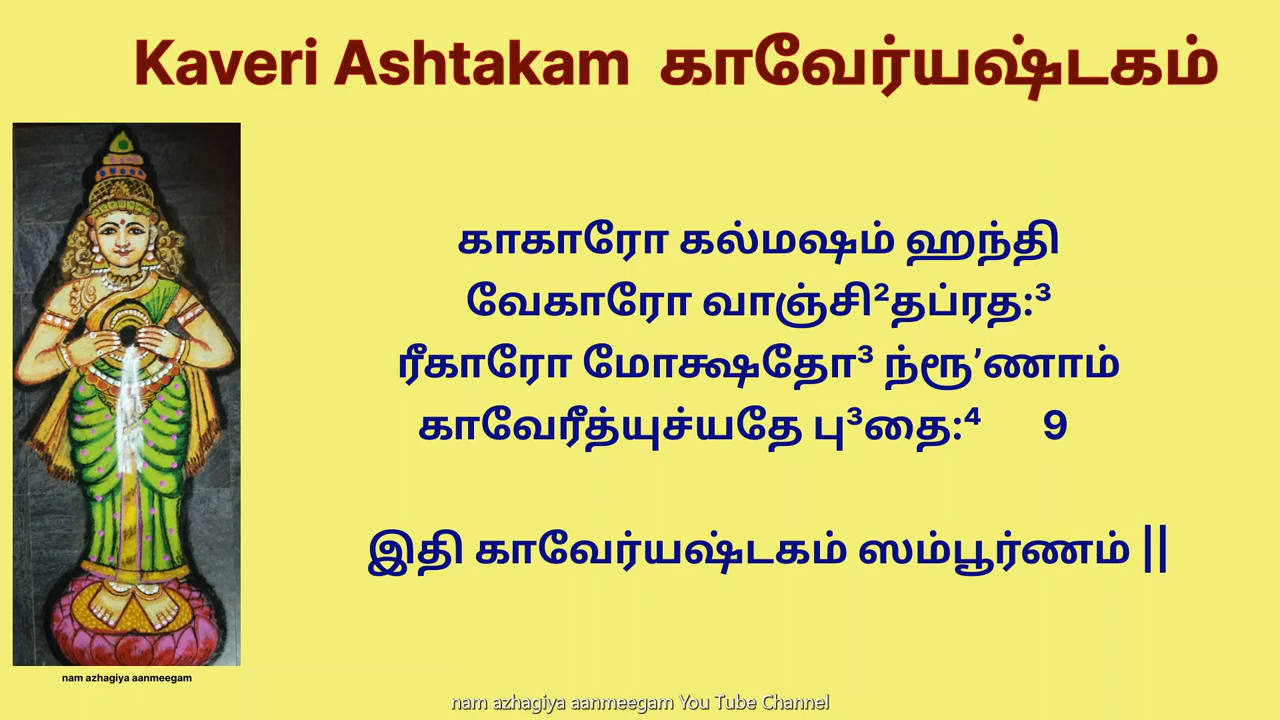 Kaveri Ashtakam காவேர்யஷ்டகம்
காகாரோ கல்மஷம் ஹந்தி
வேகாரோ வாஞ்சி²தப்ரத:³
ரீகாரோ மோக்ஷதோ³ ந்ரூ’ணாம்
காவேரீத்யுச்யதே பு³தை:⁴ 9
இதி காவேர்யஷ்டகம் ஸம்பூர்ணம் ||
nam azhagiya aanmeegam
nam azhagiya aanmeegam You Tube Channel